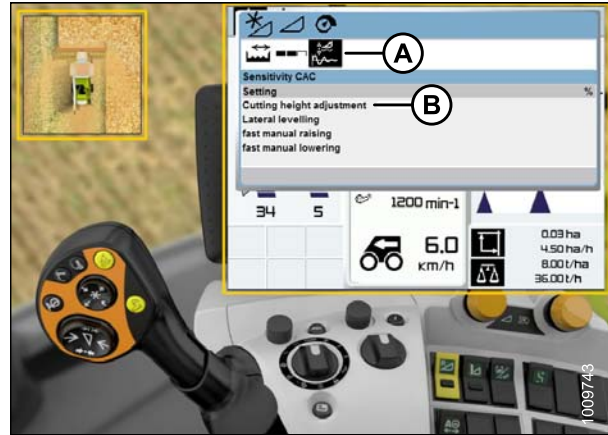 A
Sensitivity CAC
Setting %
Cutting height adjustment
B
Lateral levelling
fast manual raising
fast manual lowering
34 5
1200 min-1
6.0
km/h
0.03 ha
4.50 ha/h
8.00 t/ha
36.00 t/h
S
1009743